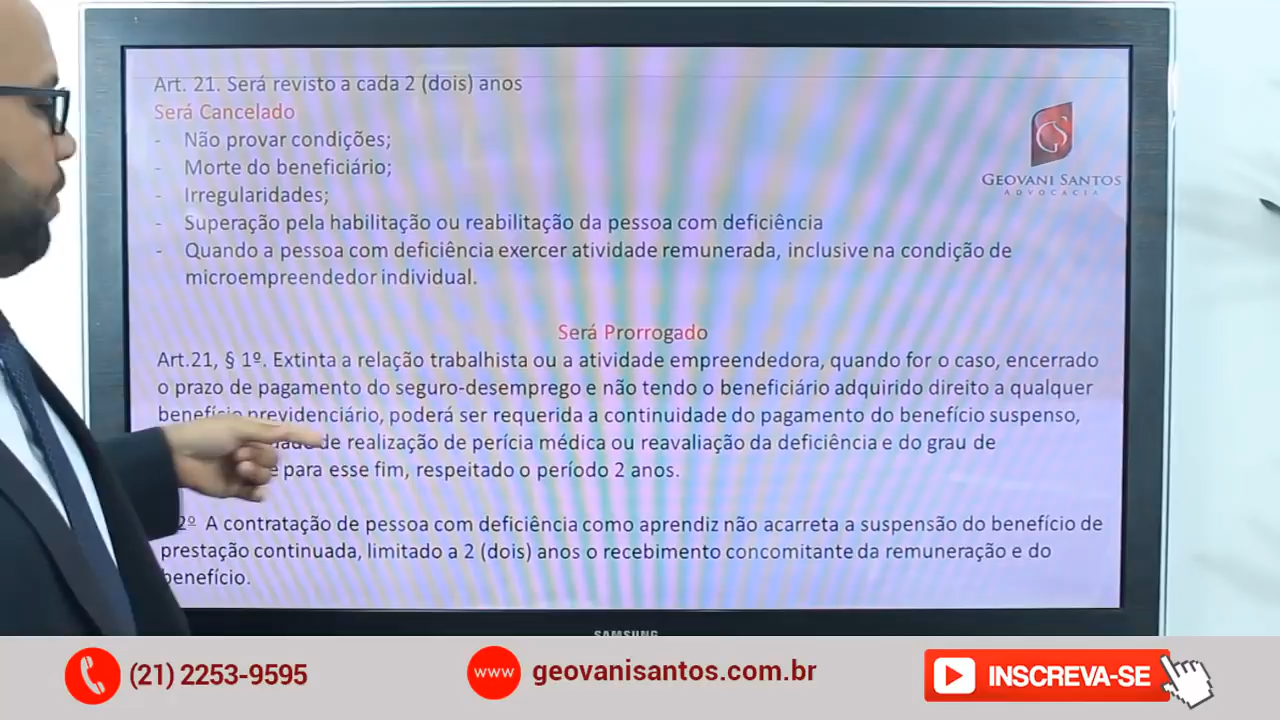 Art. 21. Será revisto a cada 2 (dois) anos
Será Cancelado
- Não provar condições;
- Morte do beneficiário;
- Irregularidades;
- Superação pela habilitação ou reabilitação da pessoa com deficiência
- Quando a pessoa com deficiência exercer atividade remunerada, inclusive na condição de
microempreendedor individual.
GS
GEOVANI SANTOS
ADVOCACIA
Será Prorrogado
Art.21, § 1º. Extinta a relação trabalhista ou a atividade empreendedora, quando for o caso, encerrado
o prazo de pagamento do seguro-desemprego e não tendo o beneficiário adquirido direito a qualquer
benefício previdenciário, poderá ser requerida a continuidade do pagamento do benefício suspenso,
de realização de perícia médica ou reavaliação da deficiência e do grau de
para esse fim, respeitado o período 2 anos.
2º A contratação de pessoa com deficiência como aprendiz não acarreta a suspensão do benefício de
prestação continuada, limitado a 2 (dois) anos o recebimento concomitante da remuneração e do
benefício.
SAMSUNG
(21) 2253-9595
www
geovanisantos.com.br
INSCREVA-SE